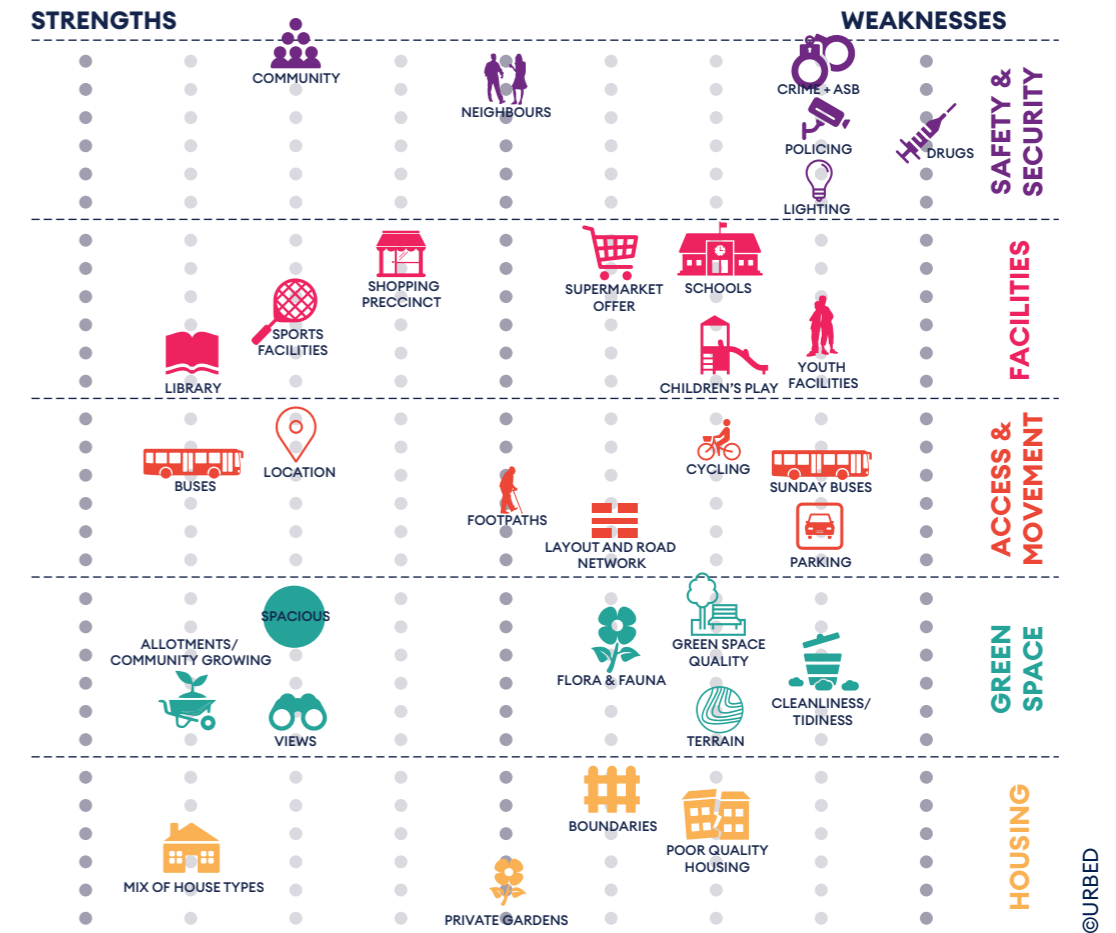 STRENGTHS
WEAKNESSES
COMMUNITY
NEIGHBOURS
CRIME + ASB
POLICING
DRUGS
LIGHTING
SAFETY &
SECURITY
SHOPPING
PRECCINCT
SUPERMARKET
OFFER
SCHOOLS
SPORTS
FACILITIES
LIBRARY
CHILDREN'S PLAY
YOUTH
FACILITIES
FACILITIES
BUSES
LOCATION
CYCLING
SUNDAY BUSES
FOOTPATHS
LAYOUT AND ROAD
NETWORK
PARKING
ACCESS &
MOVEMENT
SPACIOUS
ALLOTMENTS/
COMMUNITY GROWING
VIEWS
FLORA & FAUNA
GREEN SPACE
QUALITY
TERRAIN
CLEANLINESS/
TIDINESS
GREEN
SPACE
BOUNDARIES
POOR QUALITY
HOUSING
MIX OF HOUSE TYPES
PRIVATE GARDENS
HOUSING
©URBED